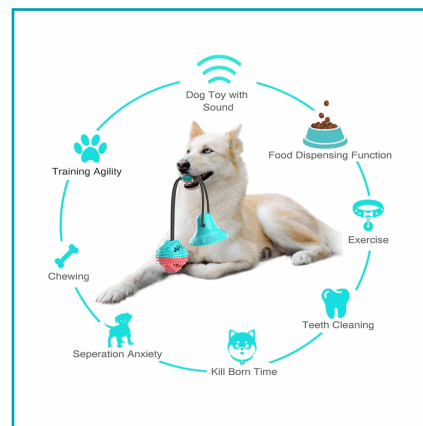 Dog Toy with
Sound
Training Agility
Food Dispensing Function
Exercise
Chewing
Teeth Cleaning
Seperation Anxiety
Kill Born Time